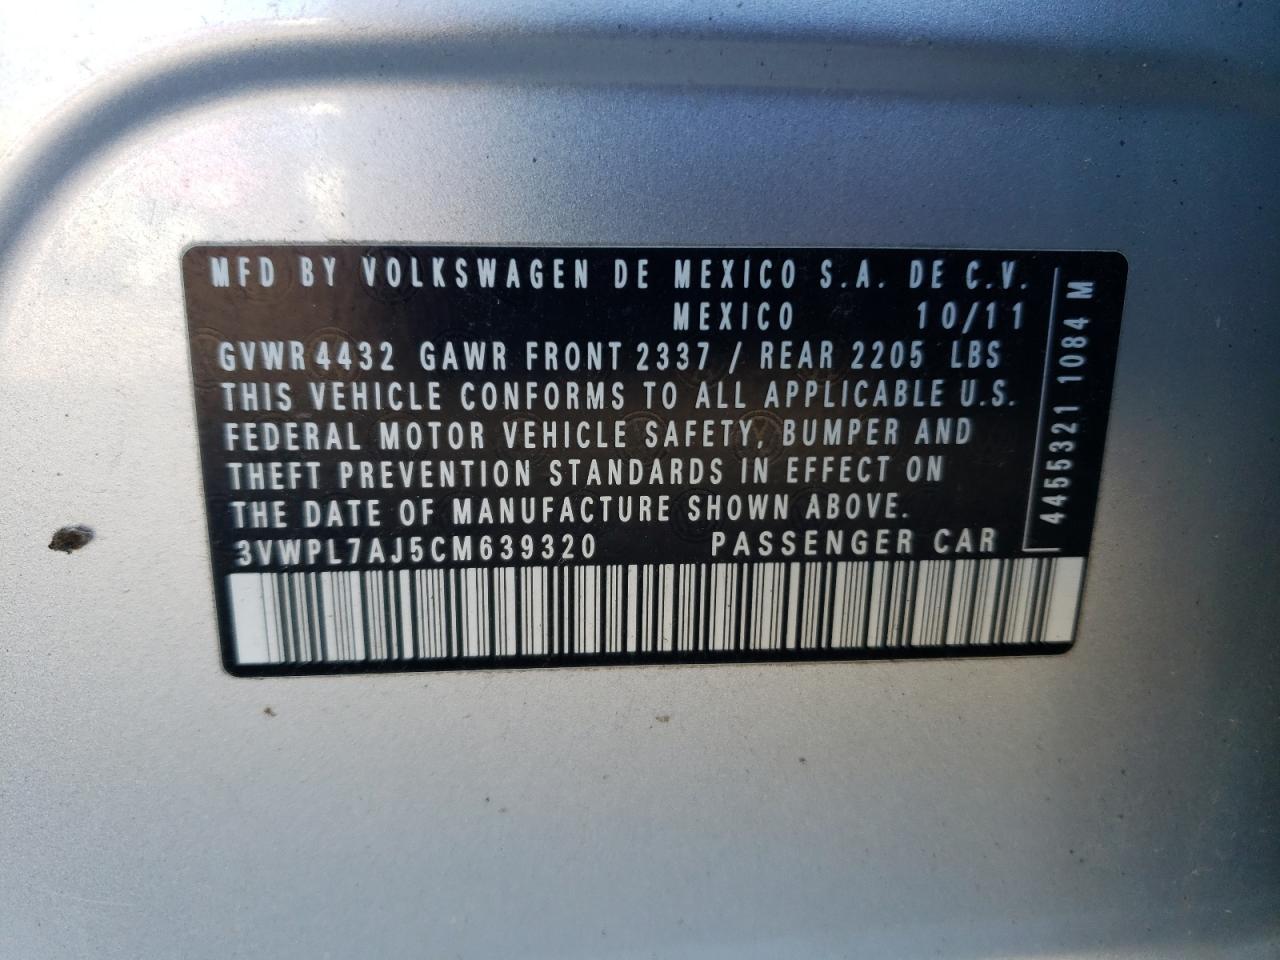 MFD BY VOLKSWAGEN DE MEXICO S.A. DE C.V.
MEXICO 10/11
GVWR 4432 GAWR FRONT 2337 / REAR 2205 LBS
THIS VEHICLE CONFORMS TO ALL APPLICABLE U.S.
FEDERAL MOTOR VEHICLE SAFETY, BUMPER AND
THEFT PREVENTION STANDARDS IN EFFECT ON
THE DATE OF MANUFACTURE SHOWN ABOVE.
3VWPL7AJ5CM639320 PASSENGER CAR
4455321 1084 M